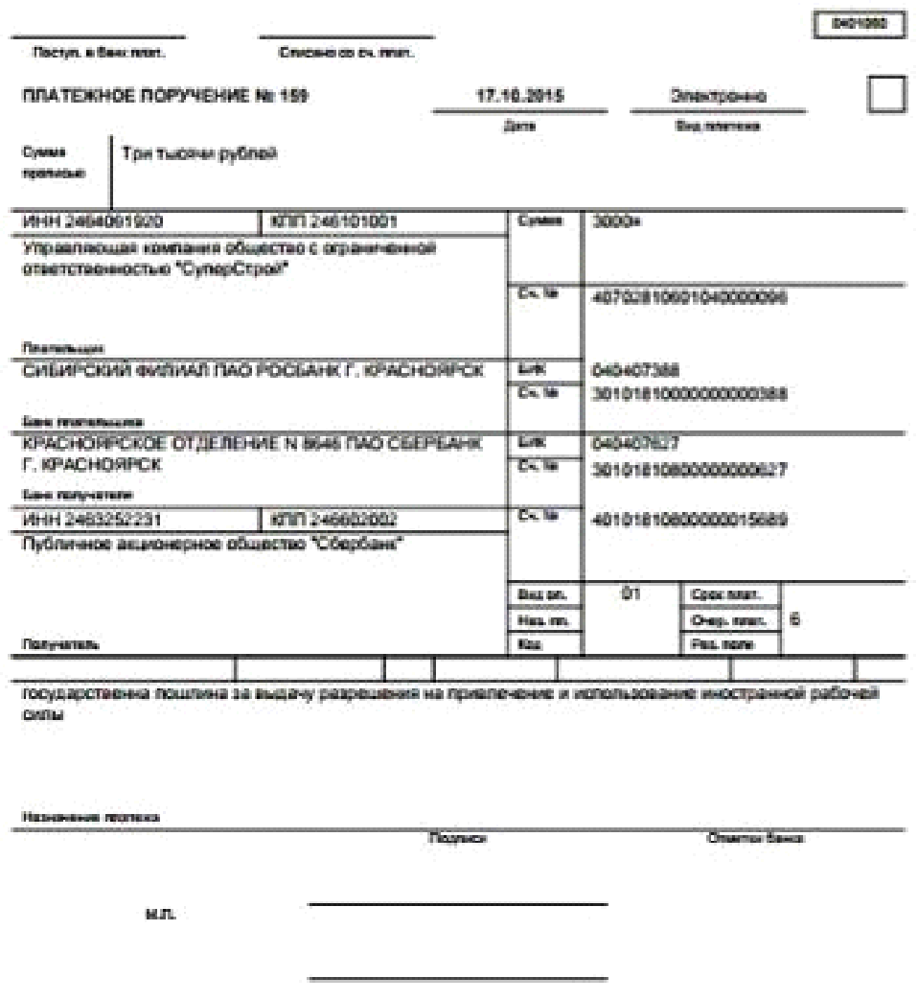 0401060
Поступ. в банк плат. Списано со сч. плат.
ПЛАТЕЖНОЕ ПОРУЧЕНИЕ № 159 17.10.2015 Электронно
Дата Вид платежа
Сумма прописью Три тысячи рублей
ИНН 2464061920 КПП 246101001 Сумма 3000=
Управляющая компания общество с ограниченной
ответственностью "СуперСтрой"
Сч. № 40702810601040000096
Плательщик
СИБИРСКИЙ ФИЛИАЛ ПАО РОСБАНК Г. КРАСНОЯРСК БИК 040407388
Сч. № 30101810000000000388
Банк плательщика
КРАСНОЯРСКОЕ ОТДЕЛЕНИЕ N 8646 ПАО СБЕРБАНК БИК 040407627
Г. КРАСНОЯРСК Сч. № 30101810800000000627
Банк получателя
ИНН 2463252231 КПП 246602002 Сч. № 40101810800000015689
Публичное акционерное общество "Сбербанк"
Вид оп. 01 Срок плат.
Наз. пл. Очер. плат. 6
Получатель Код Рез. поле
государственна пошлина за выдачу разрешения на привлечение и использование иностранной рабочей
силы
Назначение платежа
Подписи Отметки банка
М.П.